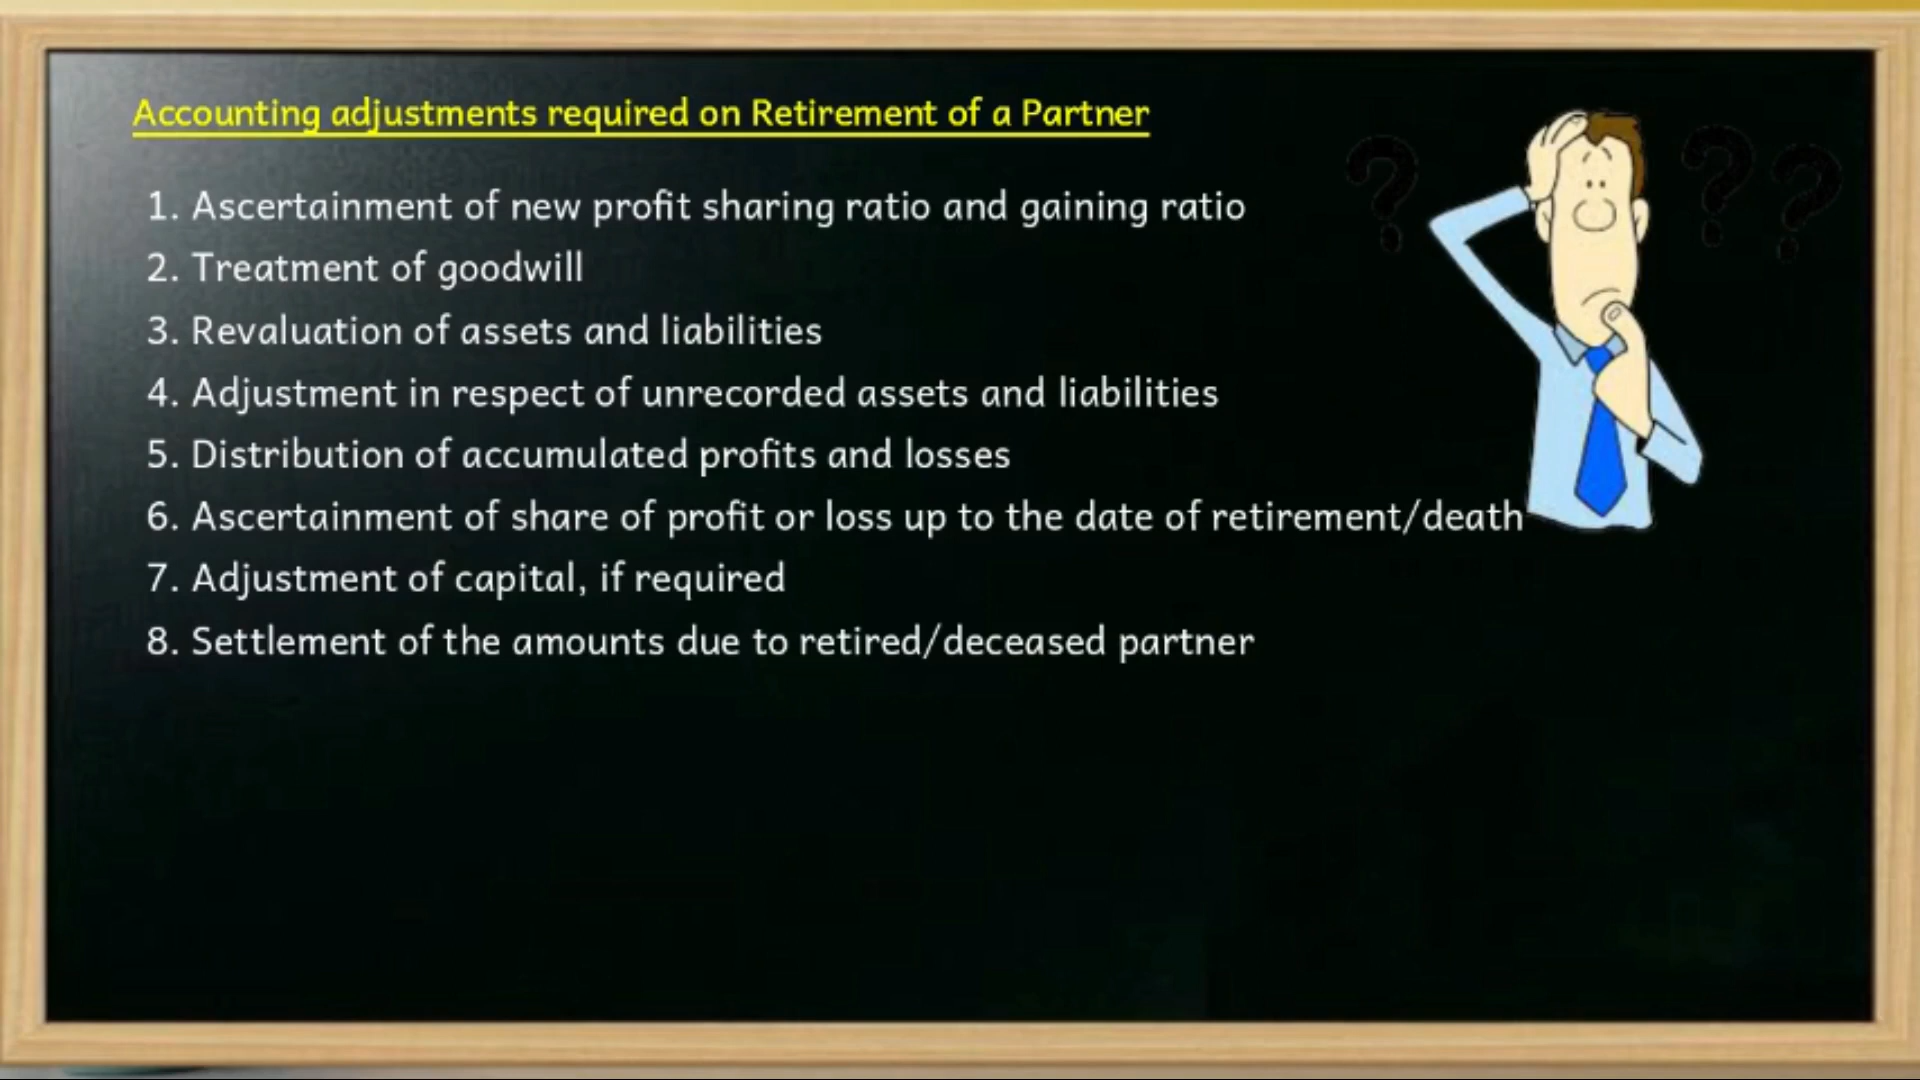 Accounting adjustments required on Retirement of a Partner
1. Ascertainment of new profit sharing ratio and gaining ratio
2. Treatment of goodwill
3. Revaluation of assets and liabilities
4. Adjustment in respect of unrecorded assets and liabilities
5. Distribution of accumulated profits and losses
6. Ascertainment of share of profit or loss up to the date of retirement/death
7. Adjustment of capital, if required
8. Settlement of the amounts due to retired/deceased partner
? ? ?